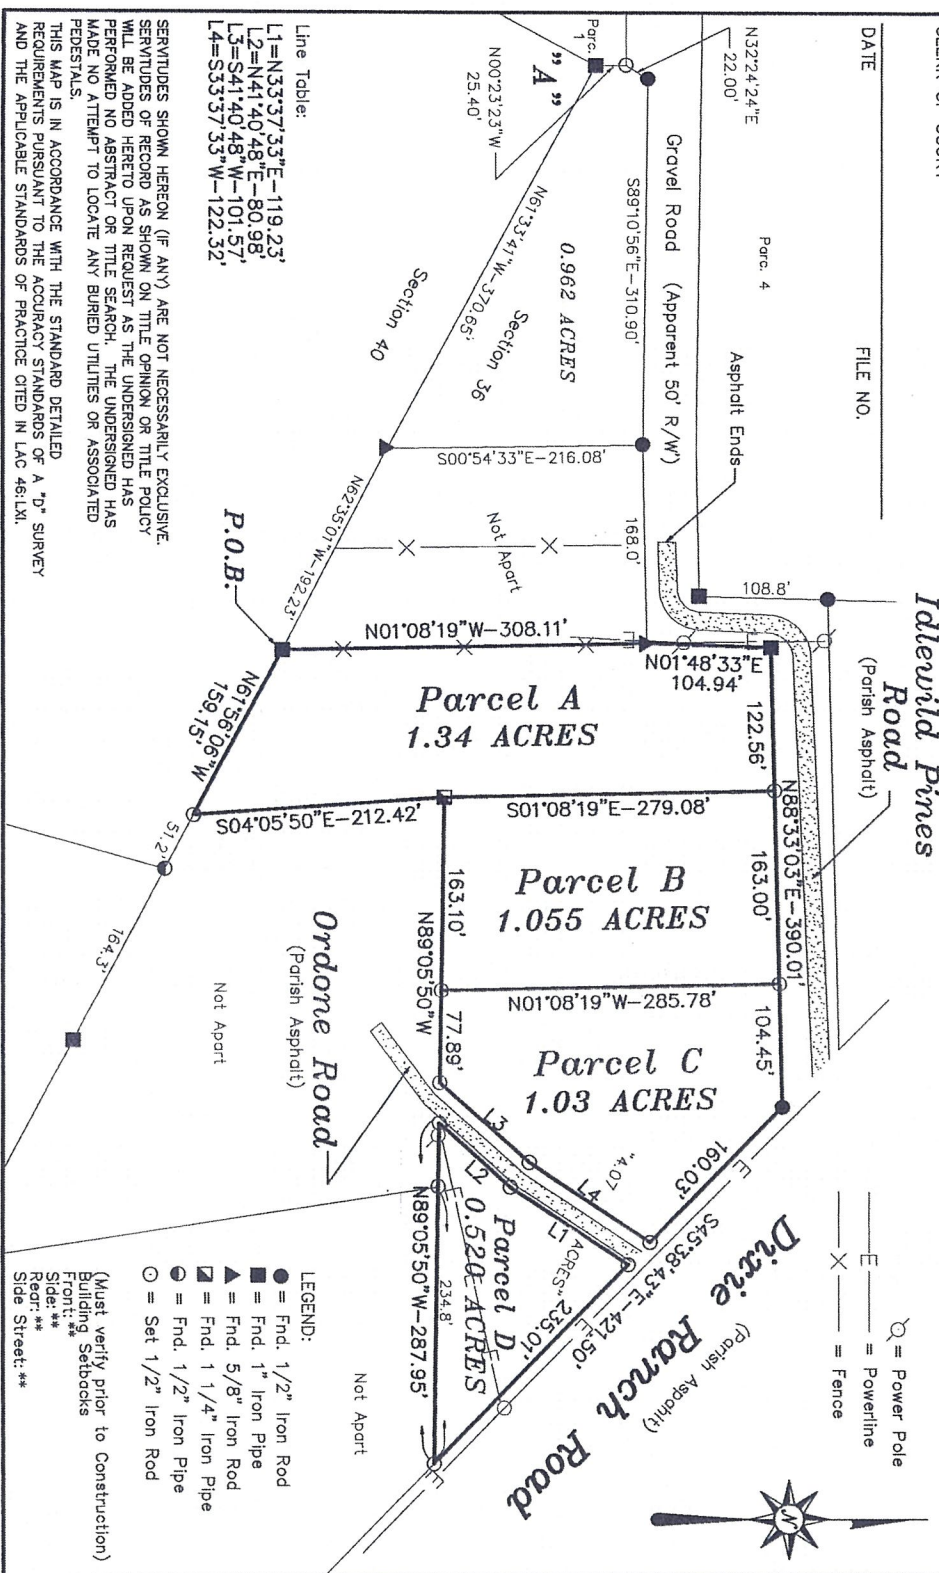 CLERK OF COURT
DATE
FILE NO.
Idlewild Pines
Road
(Parish Asphalt)
N32°24'24"E
22.00'
Parc. 4
Parc.
1
"A"
N00°23'23"W
25.40'
Gravel Road (Apparent 50' R/W)
Asphalt Ends
S89°10'56"E-310.90'
168.0'
108.8'
0.962 ACRES
N61°33'41"W-370.65'
Section 36
Section 40
S00°54'33"E-216.08'
Not Apart
N62°35'01"W-192.23'
P.O.B.
N01°08'19"W-308.11'
N01°48'33"E
104.94'
Parcel A
1.34 ACRES
122.56'
N88°33'03"E-390.01'
163.00'
104.45'
N61°56'06"W
159.15'
S04°05'50"E-212.42'
S01°08'19"E-279.08'
Parcel B
1.055 ACRES
163.10'
N89°05'50"W
77.89'
N01°08'19"W-285.78'
Parcel C
1.03 ACRES
160.03'
S45°38'43"E-421.50'
235.01'
L3
L4
L2
L1
"4.07 ACRES"
Parcel D
0.520 ACRES
234.8'
N89°05'50"W-287.95'
51.2'
164.3'
Not Apart
Not Apart
Ordone Road
(Parish Asphalt)
Dixie Ranch Road
(Parish Asphalt)
= Power Pole
E = Powerline
X = Fence
N
Line Table:
L1=N33°37'33"E-119.23'
L2=N41°40'48"E-80.98'
L3=S41°40'48"W-101.57'
L4=S33°37'33"W-122.32'
SERVITUDES SHOWN HEREON (IF ANY) ARE NOT NECESSARILY EXCLUSIVE.
SERVITUDES OF RECORD AS SHOWN ON TITLE OPINION OR TITLE POLICY
WILL BE ADDED HERETO UPON REQUEST AS THE UNDERSIGNED HAS
PERFORMED NO ABSTRACT OR TITLE SEARCH. THE UNDERSIGNED HAS
MADE NO ATTEMPT TO LOCATE ANY BURIED UTILITIES OR ASSOCIATED
PEDESTALS.
THIS MAP IS IN ACCORDANCE WITH THE STANDARD DETAILED
REQUIREMENTS PURSUANT TO THE ACCURACY STANDARDS OF A "D" SURVEY
AND THE APPLICABLE STANDARDS OF PRACTICE CITED IN LAC 46:LXI.
LEGEND:
● = Fnd. 1/2" Iron Rod
■ = Fnd. 1" Iron Pipe
▲ = Fnd. 5/8" Iron Rod
= Fnd. 1 1/4" Iron Pipe
= Fnd. 1/2" Iron Pipe
○ = Set 1/2" Iron Rod
(Must verify prior to Construction)
Building Setbacks
Front: **
Side: **
Rear: **
Side Street: **